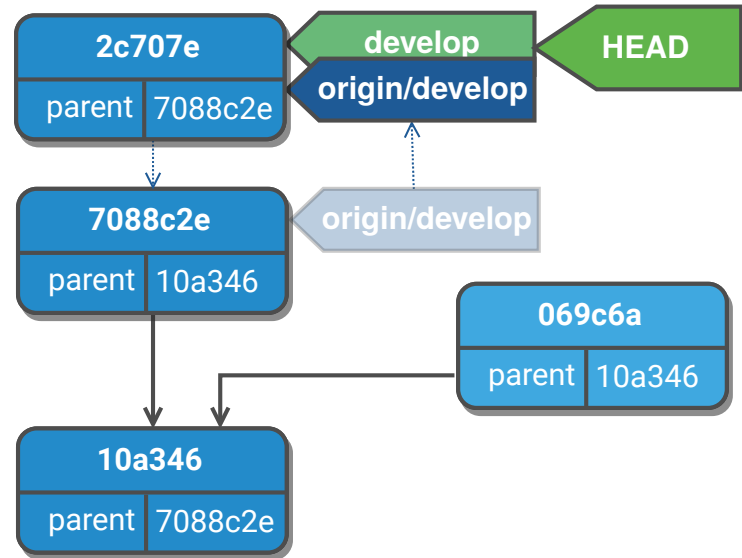 2c707e
parent 7088c2e
develop
origin/develop
HEAD
7088c2e
parent 10a346
origin/develop
069c6a
parent 10a346
10a346
parent 7088c2e